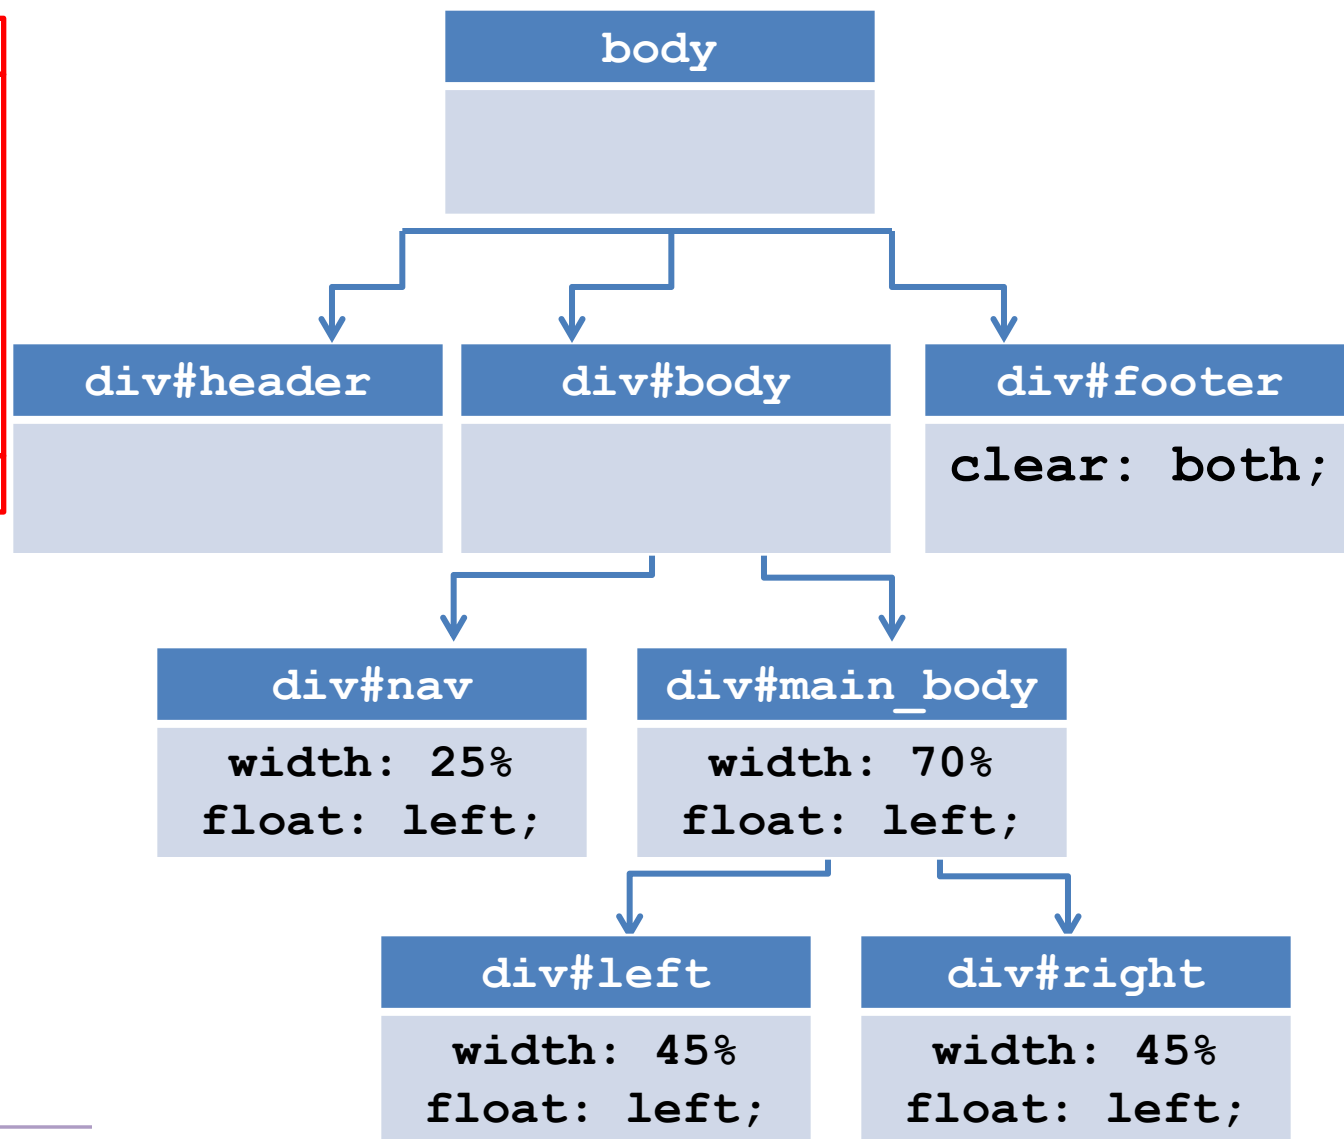 body
div#header
div#body
div#footer
clear: both;
div#nav
width: 25%
float: left;
div#main_body
width: 70%
float: left;
div#left
width: 45%
float: left;
div#right
width: 45%
float: left;